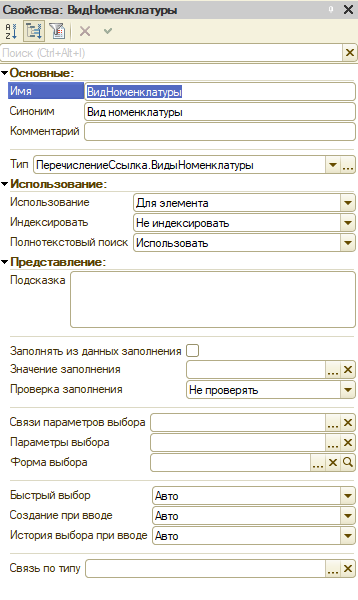 Свойства: ВидНоменклатуры
Поиск (Ctrl+Alt+I)
Основные:
Имя ВидНоменклатуры
Синоним Вид номенклатуры
Комментарий
Тип ПеречислениеСсылка.ВидыНоменклатуры
Использование:
Использование Для элемента
Индексировать Не индексировать
Полнотекстовый поиск Использовать
Представление:
Подсказка
Заполнять из данных заполнения
Значение заполнения
Проверка заполнения Не проверять
Связи параметров выбора
Параметры выбора
Форма выбора
Быстрый выбор Авто
Создание при вводе Авто
История выбора при вводе Авто
Связь по типу